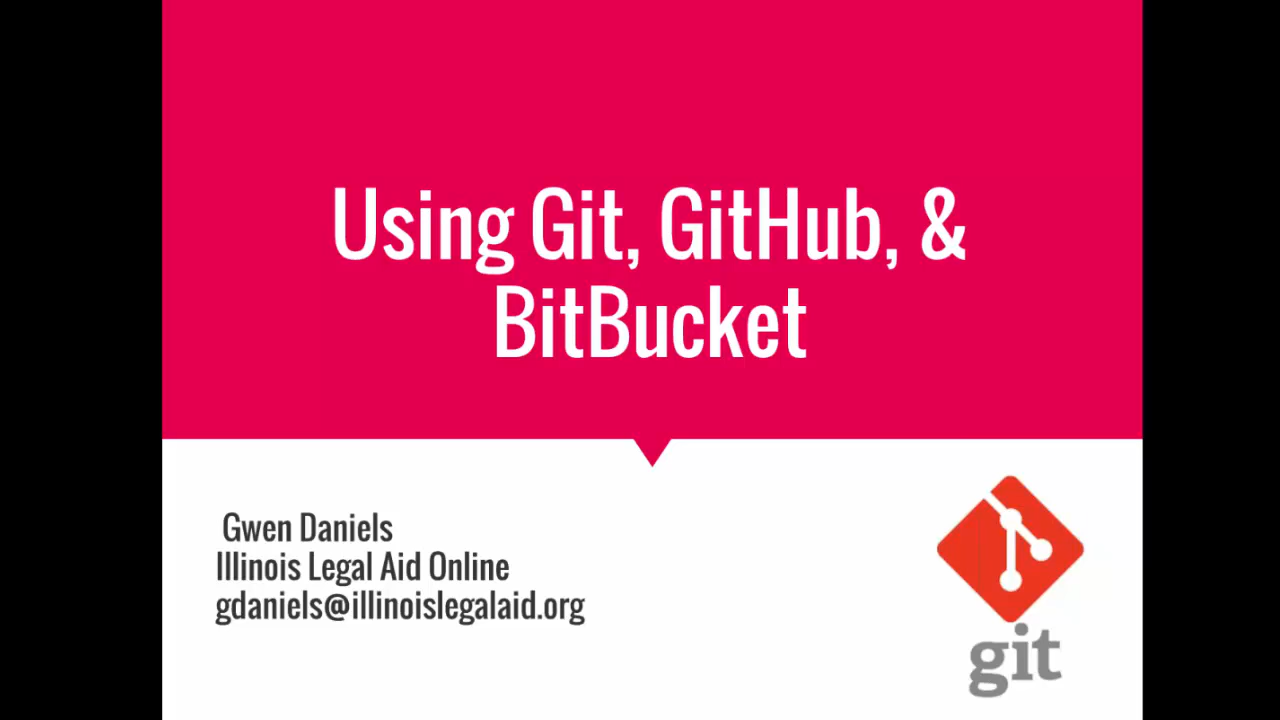 Using Git, GitHub, &
BitBucket
Gwen Daniels
Illinois Legal Aid Online
gdaniels@illinoislegalaid.org
git